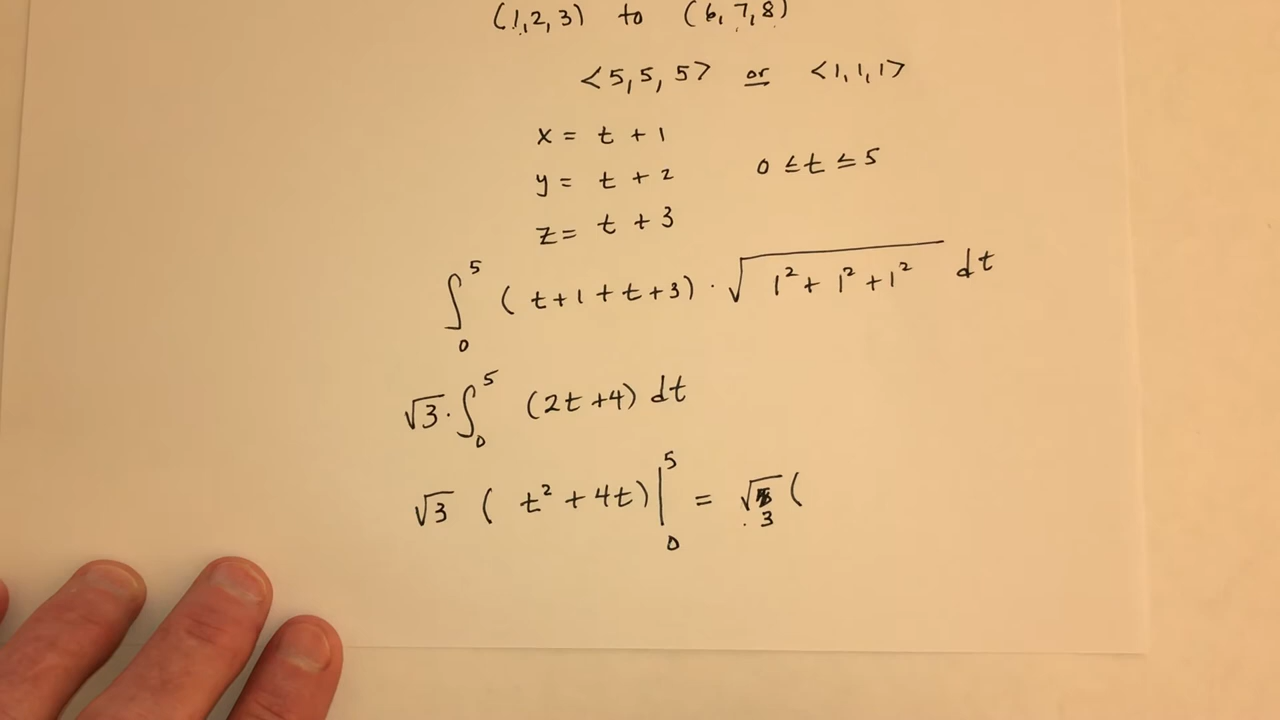 (1,2,3) to (6,7,8)
<5,5,5> or <1,1,1>
x = t + 1
y = t + 2
0 ≤ t ≤ 5
z = t + 3
∫₀⁵ (t+1+t+3) · √(1²+1²+1²) dt
√3 · ∫₀⁵ (2t+4) dt
√3 (t²+4t)|₀⁵ = √3 (